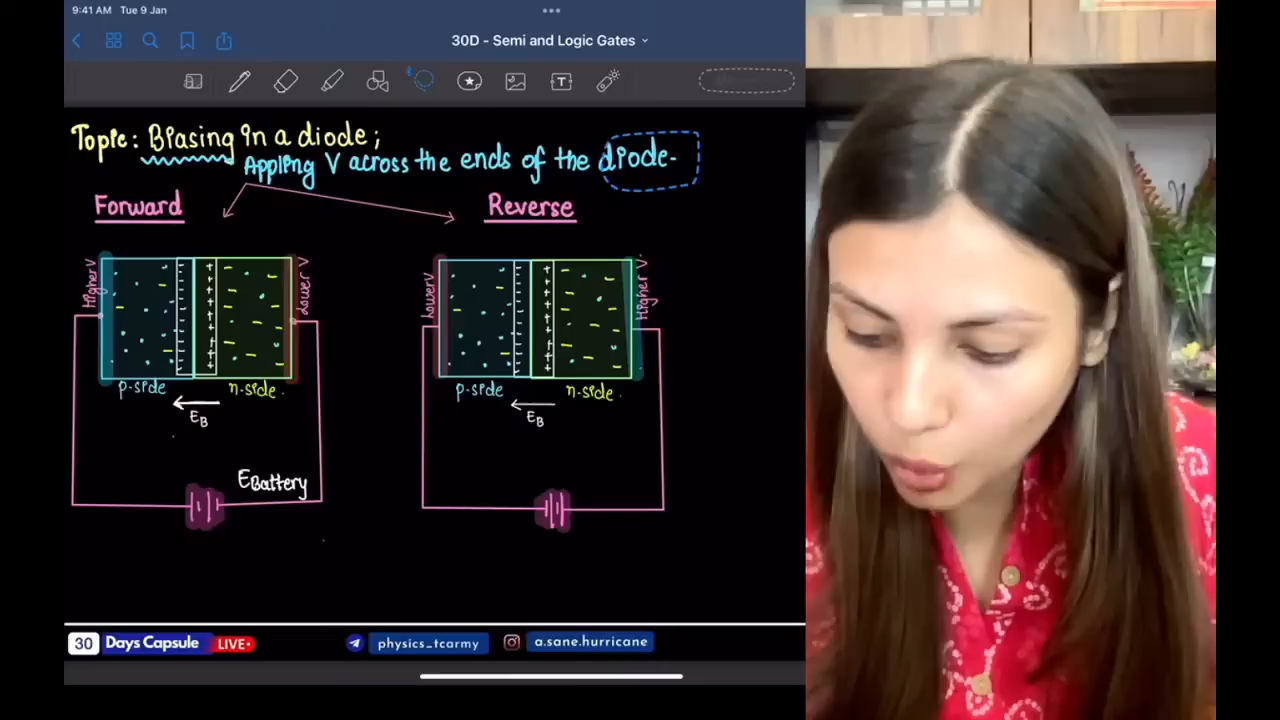 9:41 AM Tue 9 Jan
30D - Semi and Logic Gates
T
Topic: Biasing in a diode;
Appling V across the ends of the diode-
Forward
Reverse
Higher V
Lower V
Lower V
Higher V
p-side
n-side.
p-side
n-side.
EB
EB
EBattery
30 Days Capsule LIVE
physics_tcarmy
a.sane.hurricane